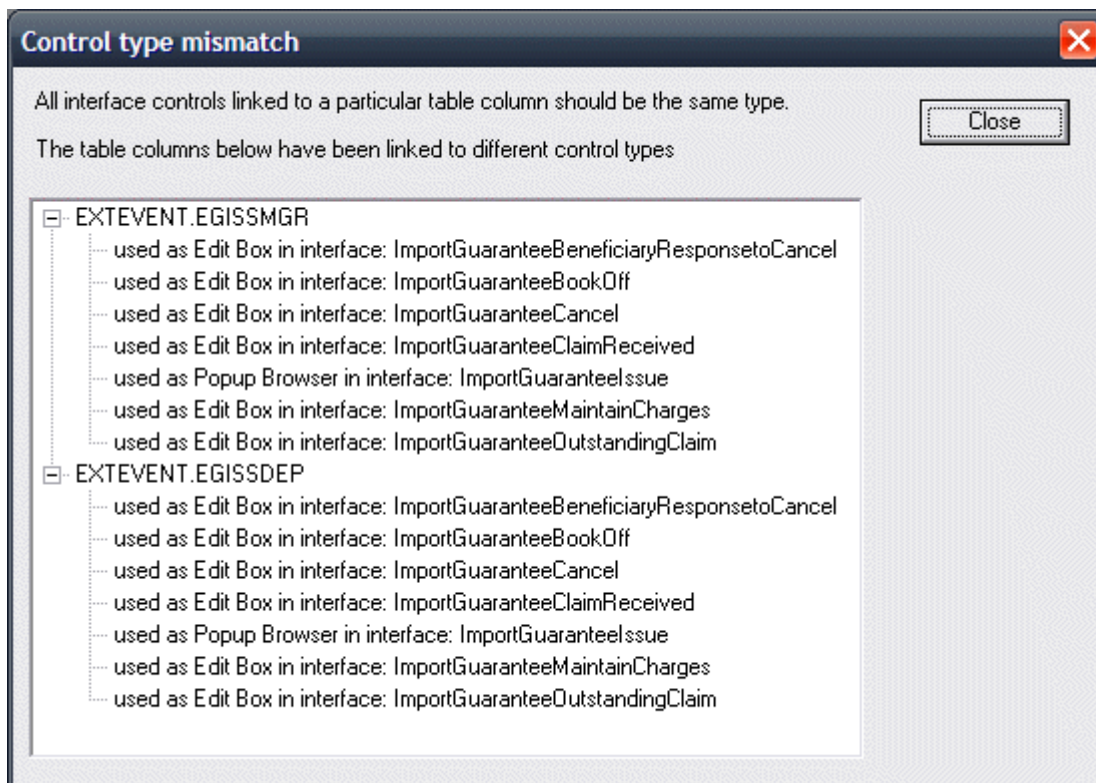 Control type mismatch
All interface controls linked to a particular table column should be the same type.
Close
The table columns below have been linked to different control types
EXTEVENT.EGISSMGR
used as Edit Box in interface: ImportGuaranteeBeneficiaryResponsetoCancel
used as Edit Box in interface: ImportGuaranteeBookOff
used as Edit Box in interface: ImportGuaranteeCancel
used as Edit Box in interface: ImportGuaranteeClaimReceived
used as Popup Browser in interface: ImportGuaranteeIssue
used as Edit Box in interface: ImportGuaranteeMaintainCharges
used as Edit Box in interface: ImportGuaranteeOutstandingClaim
EXTEVENT.EGISSDEP
used as Edit Box in interface: ImportGuaranteeBeneficiaryResponsetoCancel
used as Edit Box in interface: ImportGuaranteeBookOff
used as Edit Box in interface: ImportGuaranteeCancel
used as Edit Box in interface: ImportGuaranteeClaimReceived
used as Popup Browser in interface: ImportGuaranteeIssue
used as Edit Box in interface: ImportGuaranteeMaintainCharges
used as Edit Box in interface: ImportGuaranteeOutstandingClaim